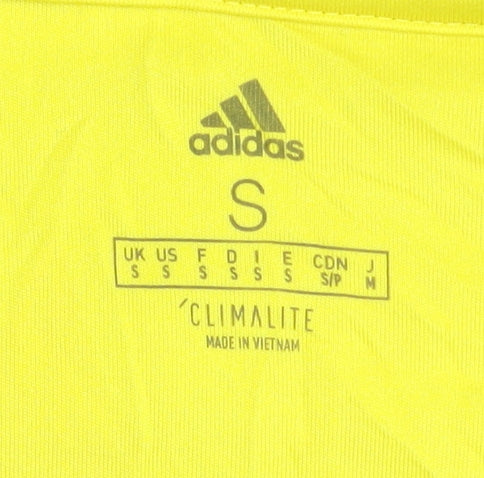 adidas
S
UK US F D I E CDN J
S S S S S S S/P M
CLIMALITE
MADE IN VIETNAM